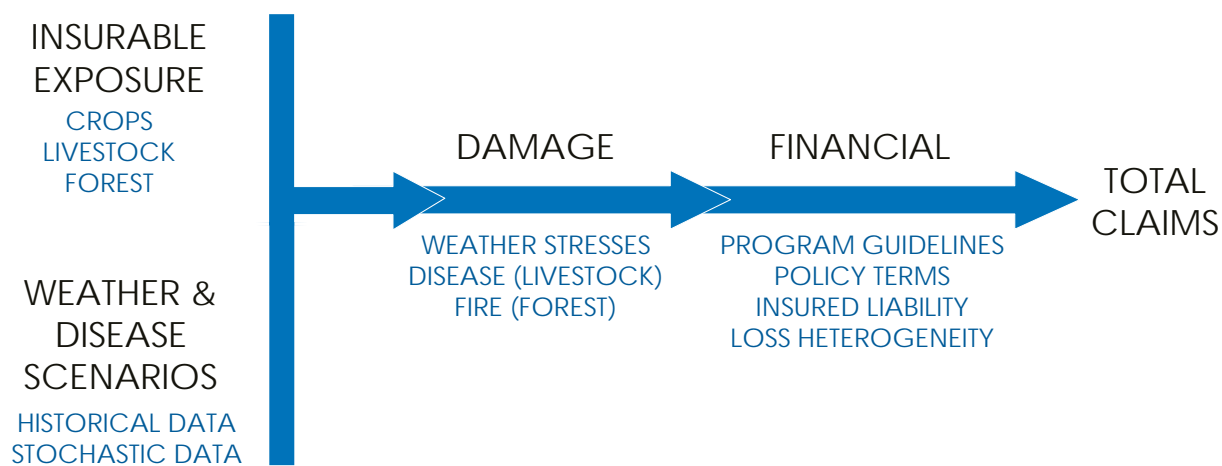 INSURABLE
EXPOSURE
CROPS
LIVESTOCK
FOREST
WEATHER &
DISEASE
SCENARIOS
HISTORICAL DATA
STOCHASTIC DATA
DAMAGE
WEATHER STRESSES
DISEASE (LIVESTOCK)
FIRE (FOREST)
FINANCIAL
PROGRAM GUIDELINES
POLICY TERMS
INSURED LIABILITY
LOSS HETEROGENEITY
TOTAL
CLAIMS